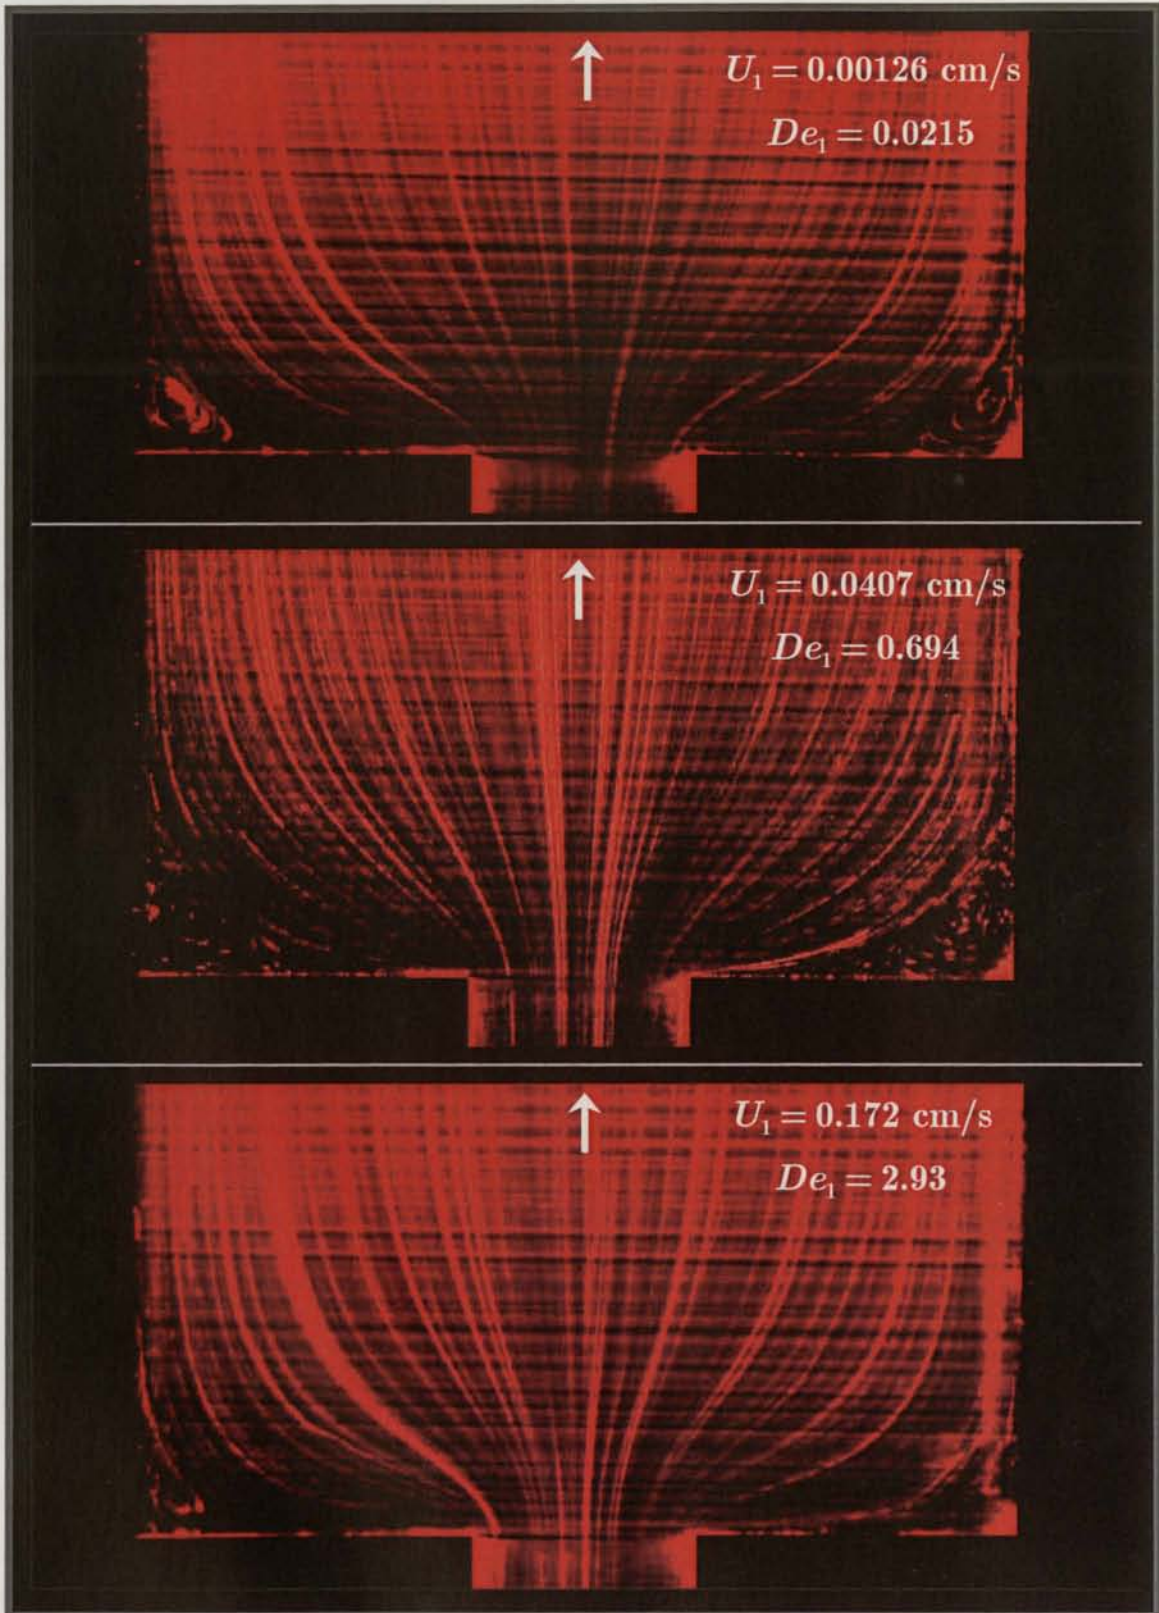 U₁ = 0.00126 cm/s
De₁ = 0.0215
U₁ = 0.0407 cm/s
De₁ = 0.694
U₁ = 0.172 cm/s
De₁ = 2.93